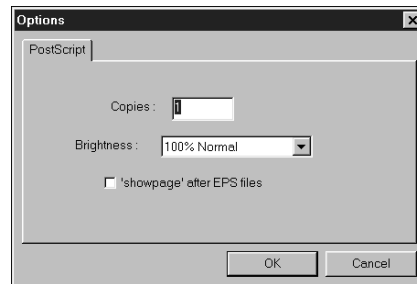 Options
PostScript
Copies : 1
Brightness : 100% Normal
'showpage' after EPS files
OK Cancel